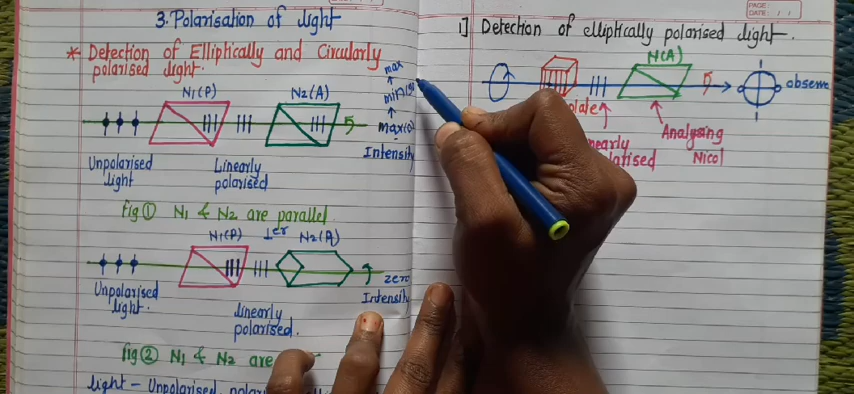 3. Polarisation of light
* Detection of Elliptically and Circularly
polarised light.
max
↑
min(
↑
max(0)
Intensity
N1(P)
N2(A)
Unpolarised
light
Linearly
polarised
fig ① N1 & N2 are parallel
N1(P)
⊥er
N2(A)
Unpolarised
light.
linearly
polarised.
zero
Intensity
fig ② N1 & N2 are
light - Unpolarised,
PAGE:
DATE: / /
1] Detection of elliptically polarised light.
N(A)
plate
Analysing
Nicol